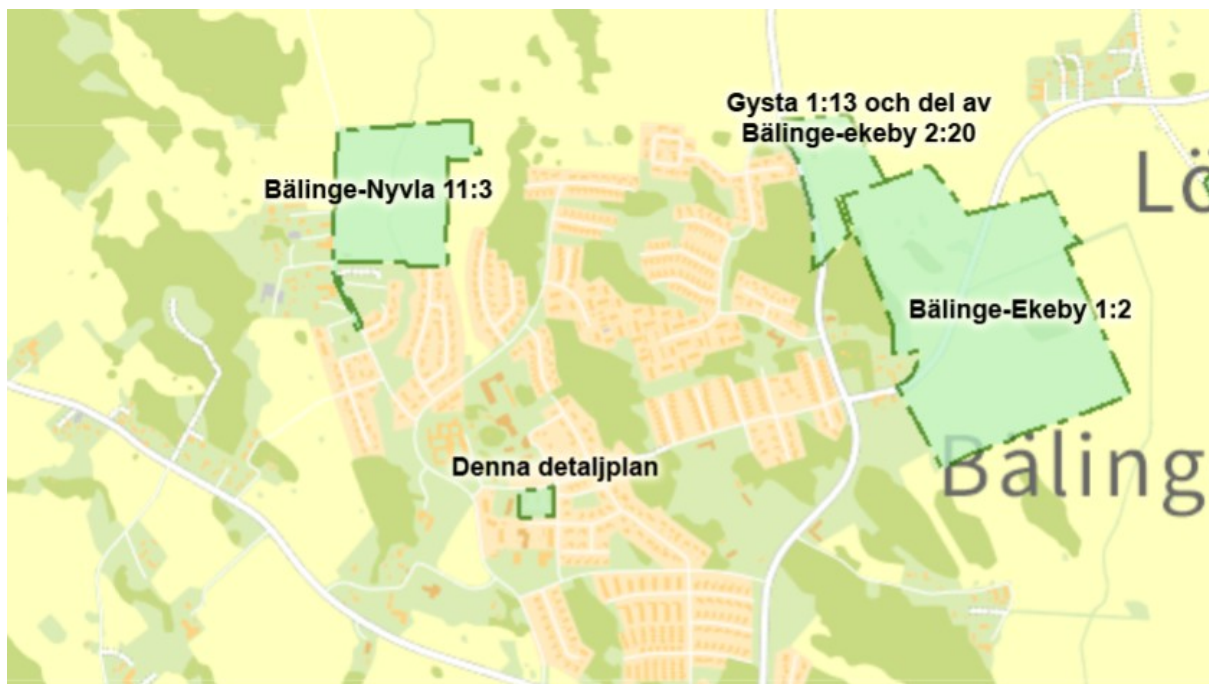 Gysta 1:13 och del av
Bälinge-ekeby 2:20
Lö
Bälinge-Nyvla 11:3
Bälinge-Ekeby 1:2
Denna detaljplan
Bäling